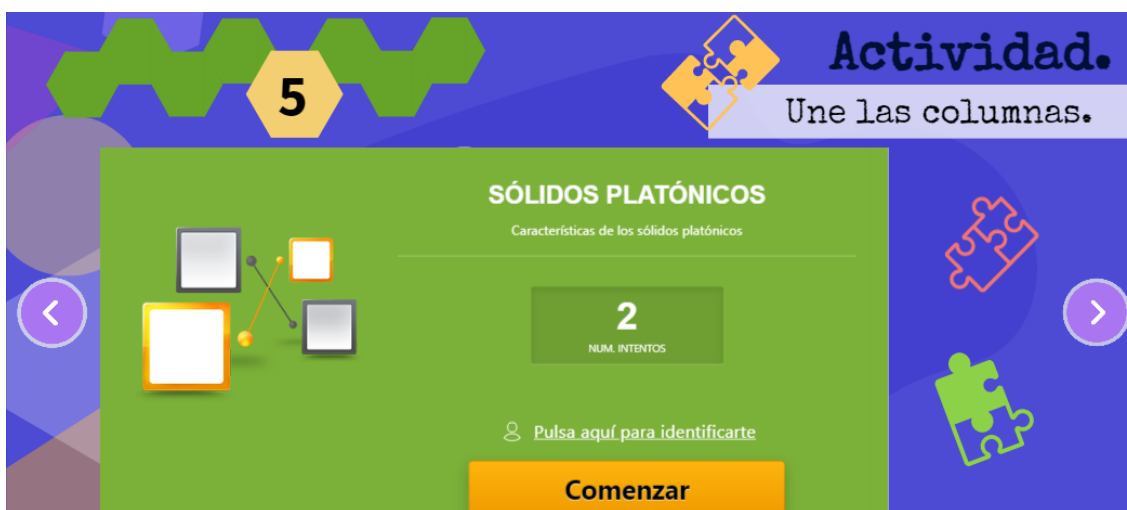 5
Actividad.
Une las columnas.
SÓLIDOS PLATÓNICOS
Características de los sólidos platónicos
2
NUM. INTENTOS
Pulsa aquí para identificarte
Comenzar